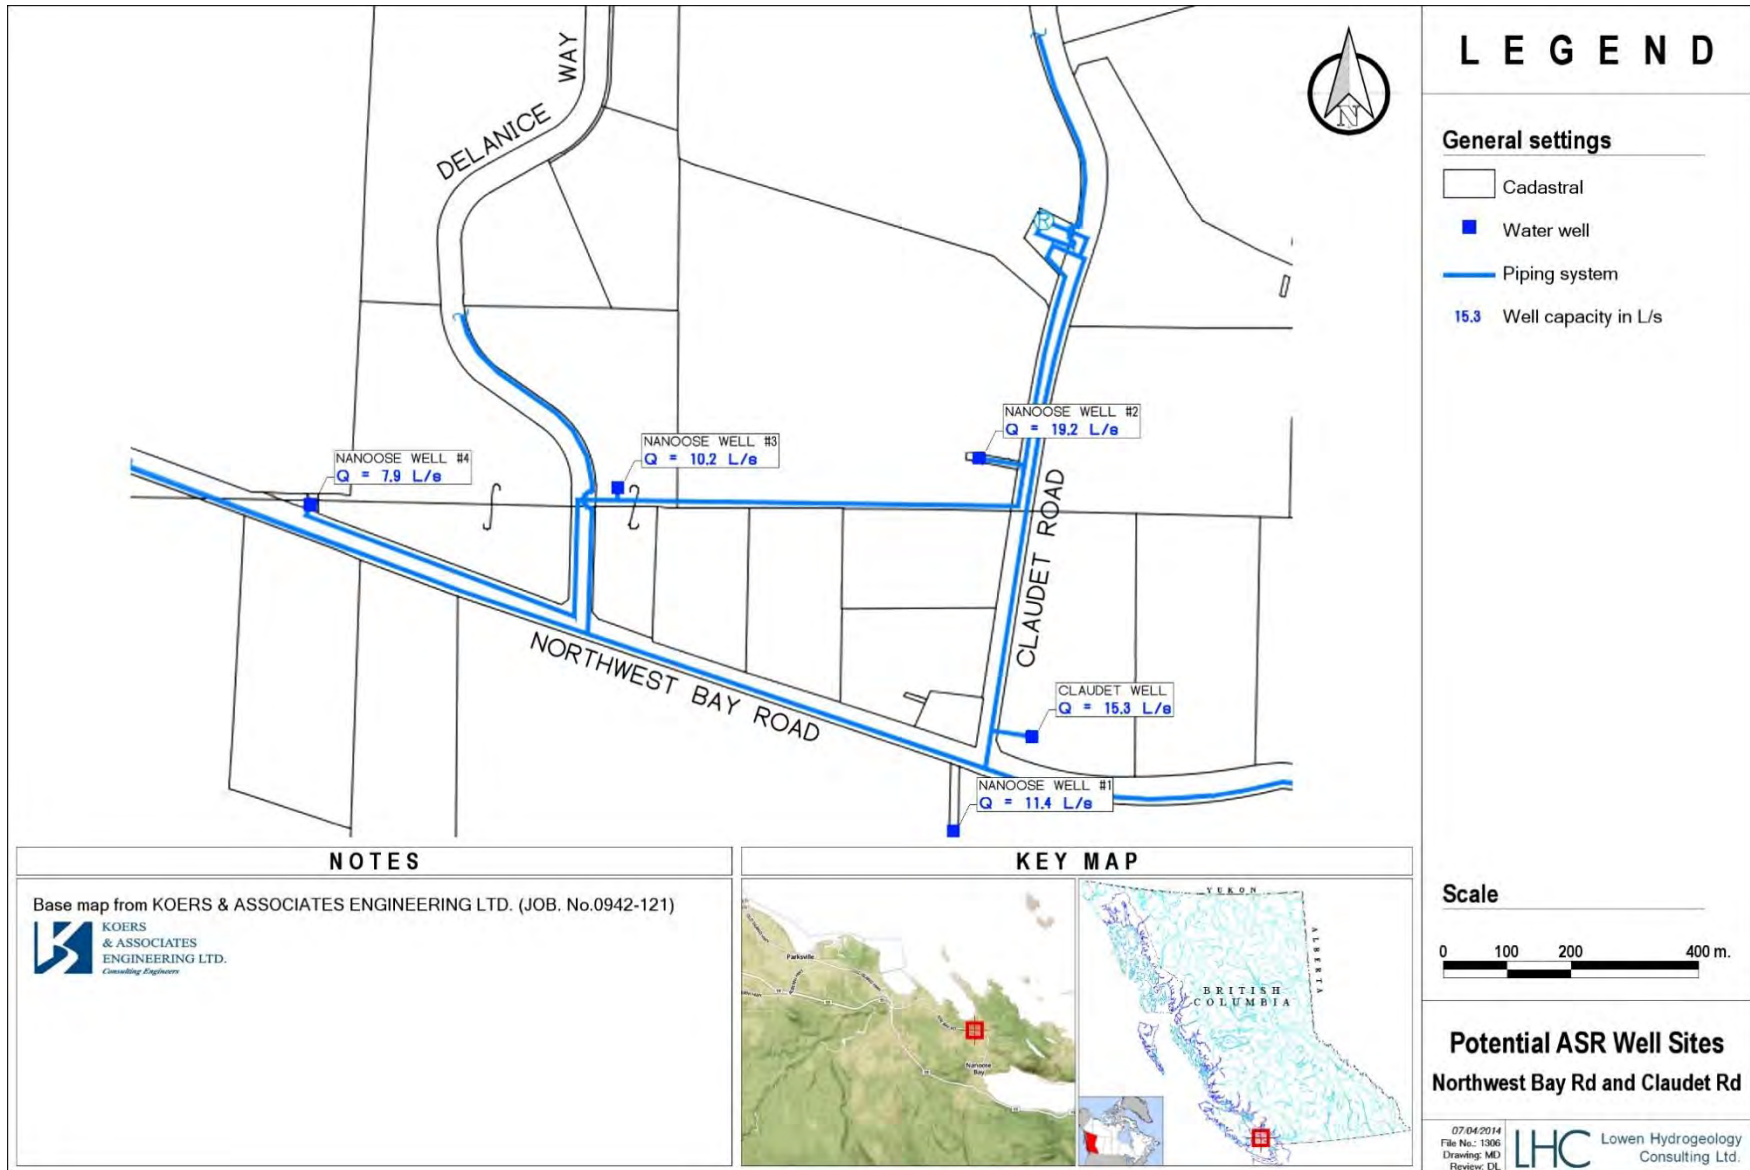 DELANICE WAY
N
NANOOSE WELL #2
Q = 19.2 L/s
NANOOSE WELL #3
Q = 10.2 L/s
NANOOSE WELL #4
Q = 7.9 L/s
R
CLAUDET ROAD
NORTHWEST BAY ROAD
CLAUDET WELL
Q = 15.3 L/s
NANOOSE WELL #1
Q = 11.4 L/s
LEGEND
General settings
Cadastral
Water well
Piping system
15.3 Well capacity in L/s
Scale
0 100 200 400 m.
Potential ASR Well Sites
Northwest Bay Rd and Claudet Rd
07/04/2014
File No.: 1306
Drawing: MD
Review: DL
LHC
Lowen Hydrogeology
Consulting Ltd.
NOTES
Base map from KOERS & ASSOCIATES ENGINEERING LTD. (JOB. No.0942-121)
KOERS
& ASSOCIATES
ENGINEERING LTD.
Consulting Engineers
KEY MAP
Parksville
Nanoose
Bay
YUKON
ALBERTA
BRITISH
COLUMBIA